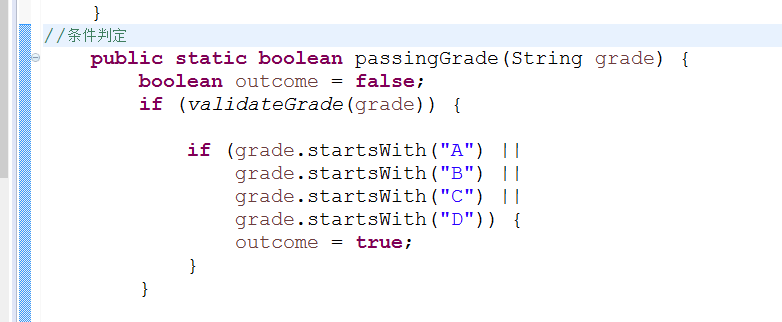 }
//条件判定
public static boolean passingGrade(String grade) {
boolean outcome = false;
if (validateGrade(grade)) {
if (grade.startsWith("A") ||
grade.startsWith("B") ||
grade.startsWith("C") ||
grade.startsWith("D")) {
outcome = true;
}
}